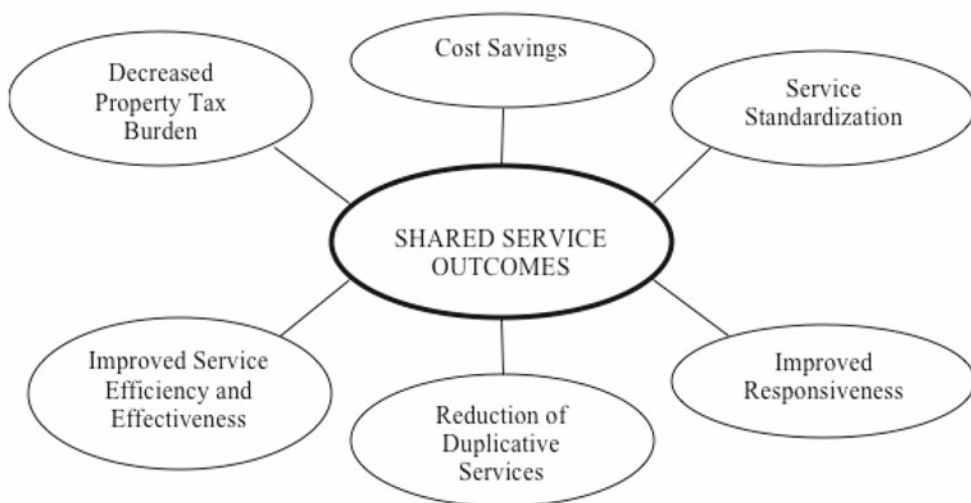 Cost Savings
Decreased
Property Tax
Burden
Service
Standardization
SHARED SERVICE
OUTCOMES
Improved Service
Efficiency and
Effectiveness
Reduction of
Duplicative
Services
Improved
Responsiveness